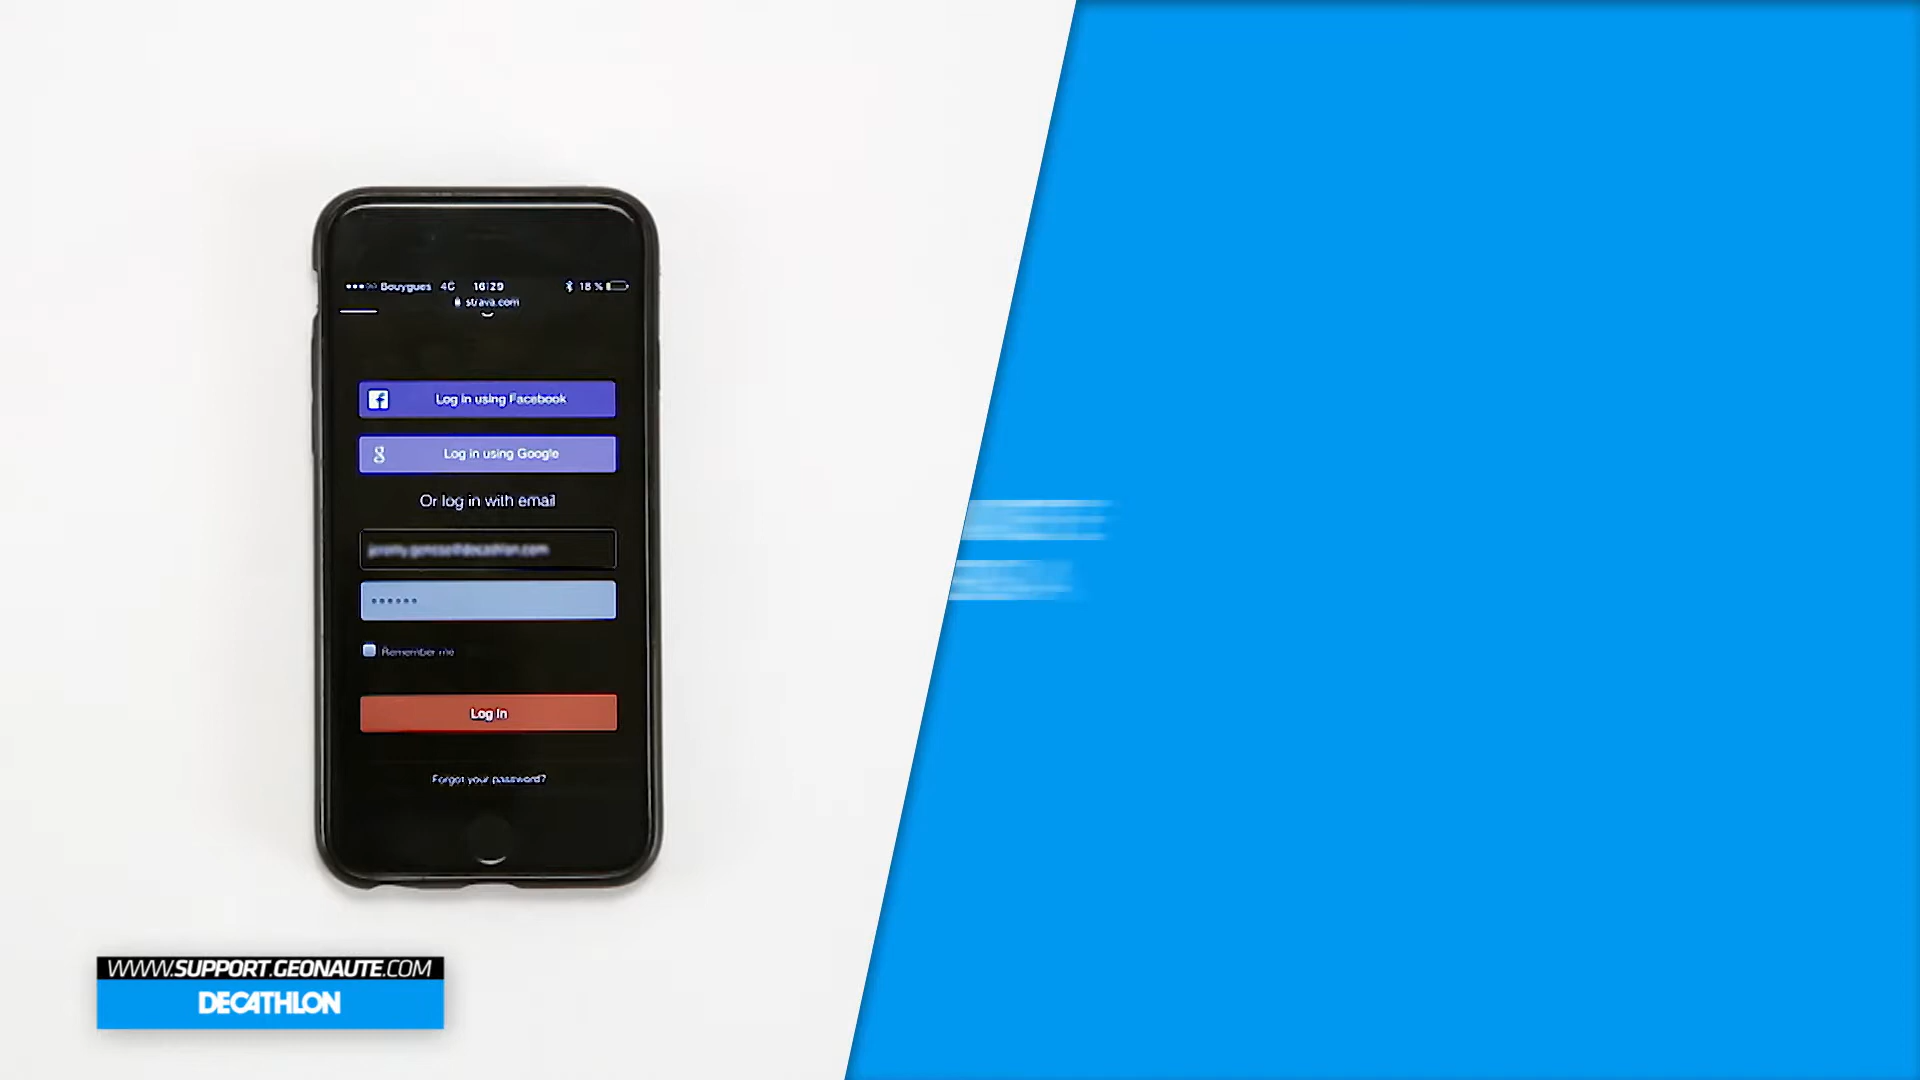 Bouygues 4G 16:29 18 %
strava.com
Log in using Facebook
Log in using Google
Or log in with email
Remember me
Log In
Forgot your password?
WWW.SUPPORT.GEONAUTE.COM
DECATHLON